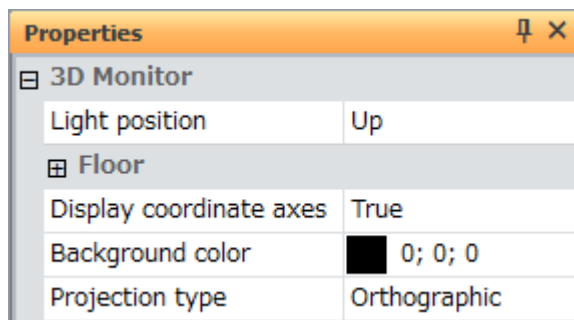 Properties
3D Monitor
Light position Up
Floor
Display coordinate axes True
Background color 0; 0; 0
Projection type Orthographic